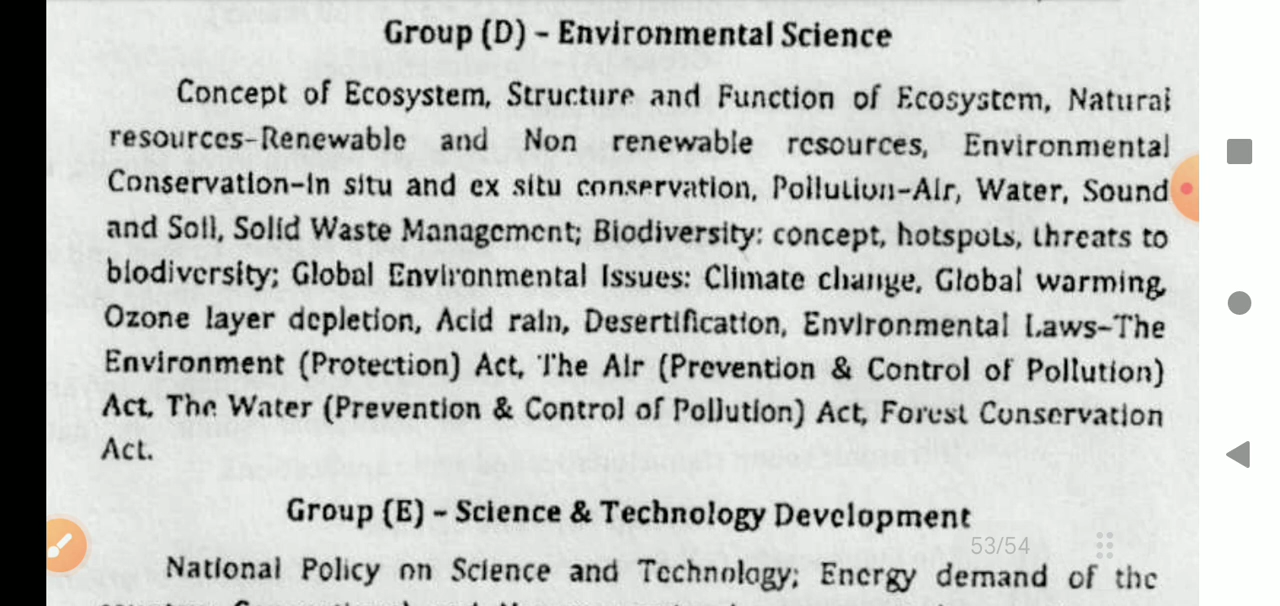 Group (D) – Environmental Science
Concept of Ecosystem, Structure and Function of Ecosystem, Natural
resources–Renewable and Non renewable resources, Environmental
Conservation–In situ and ex situ conservation, Pollution–Air, Water, Sound
and Soil, Solid Waste Management; Biodiversity: concept, hotspots, threats to
biodiversity; Global Environmental Issues: Climate change, Global warming,
Ozone layer depletion, Acid rain, Desertification, Environmental Laws–The
Environment (Protection) Act, The Air (Prevention & Control of Pollution)
Act, The Water (Prevention & Control of Pollution) Act, Forest Conservation
Act.
Group (E) – Science & Technology Development
53/54
National Policy on Science and Technology; Energy demand of the